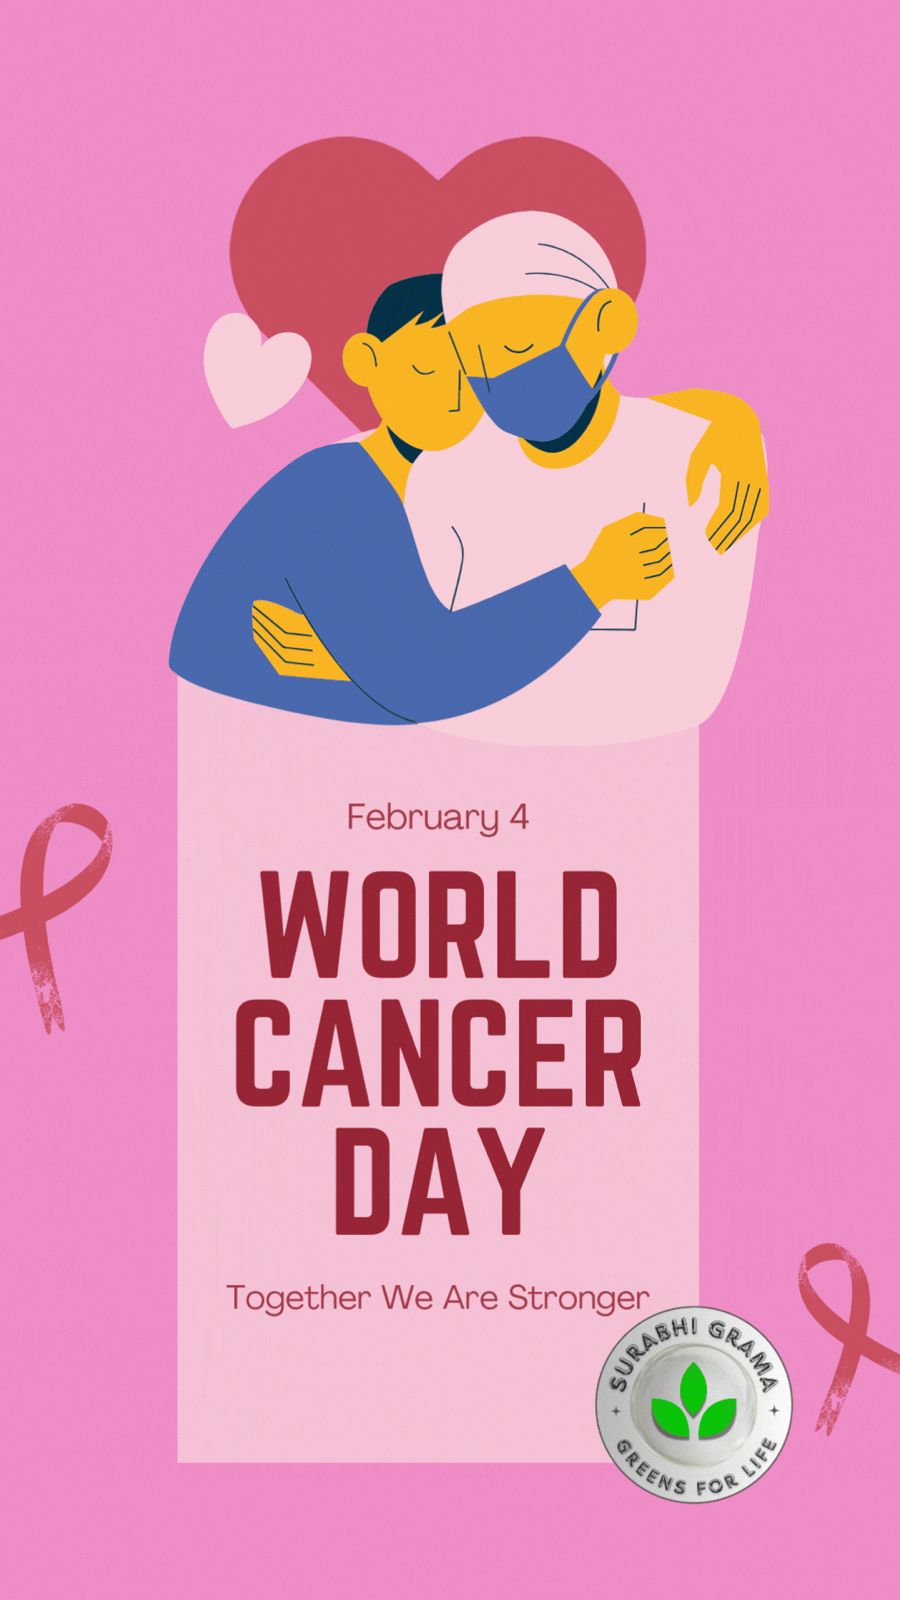 February 4
WORLD
CANCER
DAY
Together We Are Stronger
SURABHI GRAMA
GREENS FOR LIFE